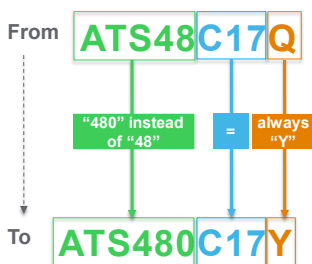 From ATS48C17Q
“480” instead of “48”
=
always “Y”
To ATS480C17Y